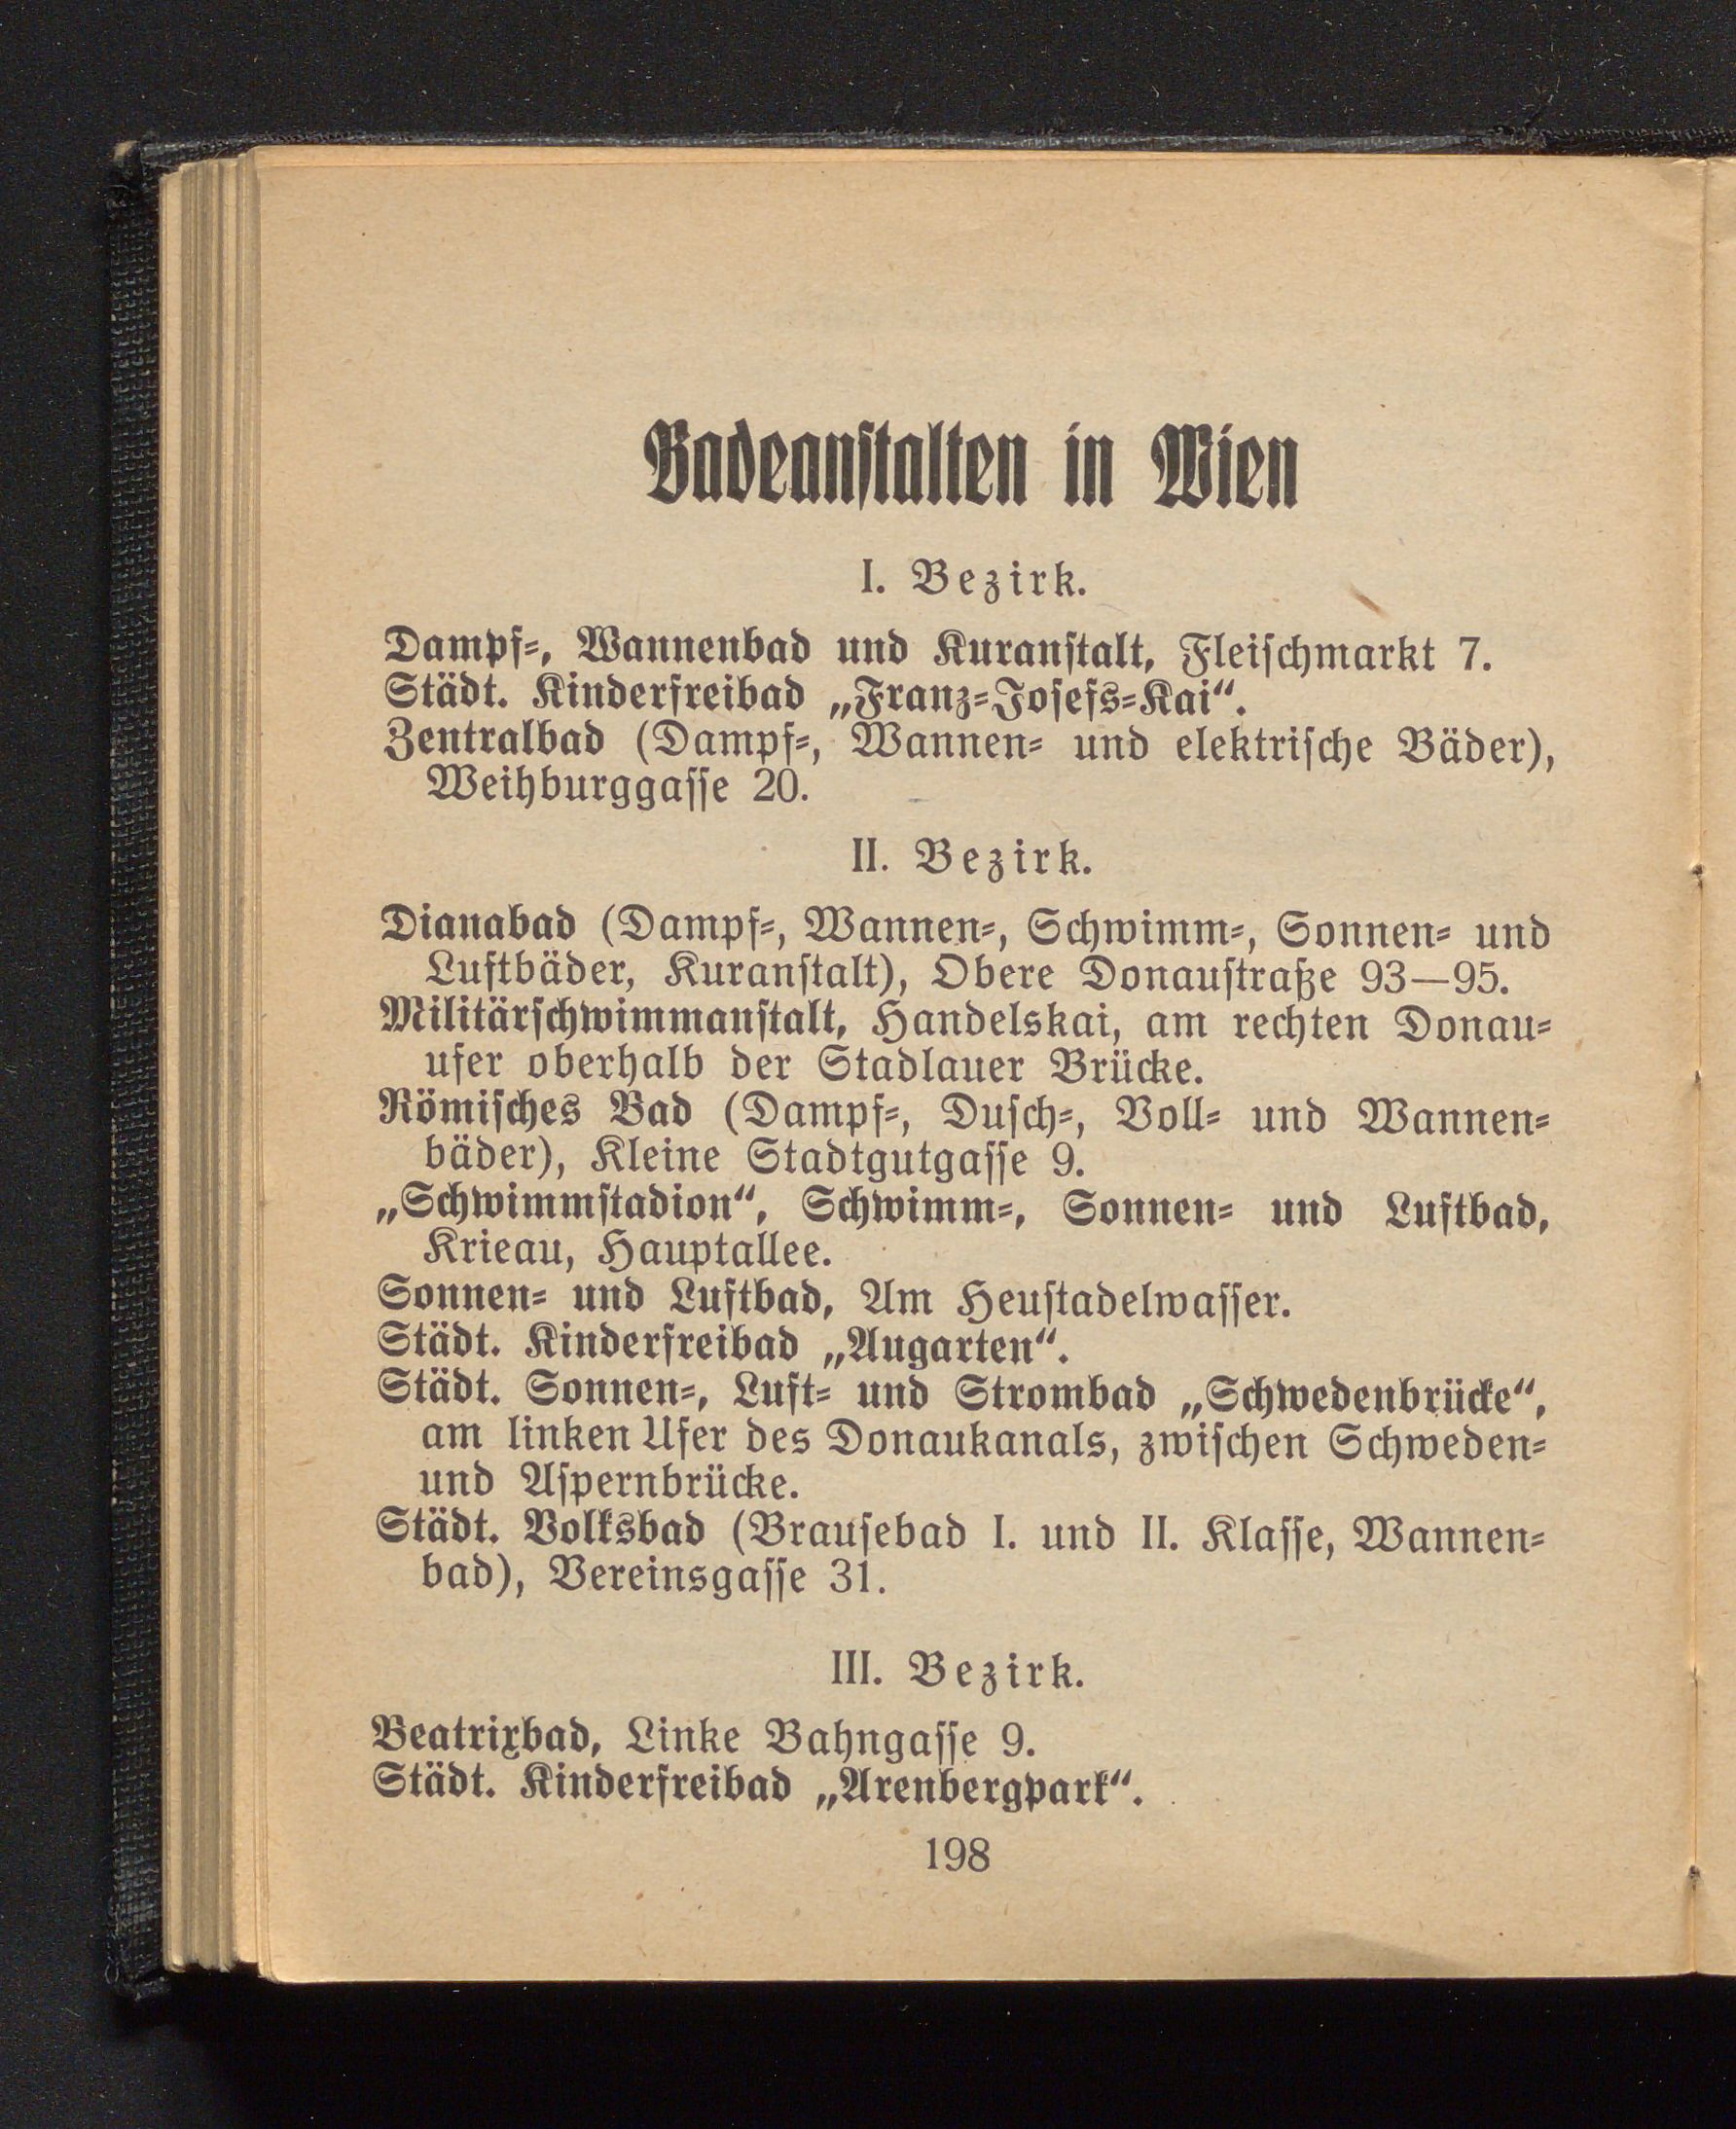 Badeanstalten in Wien
I. Bezirk.
Dampf-, Wannenbad und Kuranstalt, Fleischmarkt 7.
Städt. Kinderfreibad „Franz-Josefs-Kai“.
Zentralbad (Dampf-, Wannen- und elektrische Bäder),
Weihburggasse 20.
II. Bezirk.
Dianabad (Dampf-, Wannen-, Schwimm-, Sonnen- und
Luftbäder, Kuranstalt), Obere Donaustraße 93—95.
Militärschwimmanstalt, Handelskai, am rechten Donau-
ufer oberhalb der Stadlauer Brücke.
Römisches Bad (Dampf-, Dusch-, Voll- und Wannen-
bäder), Kleine Stadtgutgasse 9.
„Schwimmstadion“, Schwimm-, Sonnen- und Luftbad,
Krieau, Hauptallee.
Sonnen- und Luftbad, Am Heustadelwasser.
Städt. Kinderfreibad „Augarten“.
Städt. Sonnen-, Luft- und Strombad „Schwedenbrücke“,
am linken Ufer des Donaukanals, zwischen Schweden-
und Aspernbrücke.
Städt. Volksbad (Brausebad I. und II. Klasse, Wannen-
bad), Vereinsgasse 31.
III. Bezirk.
Beatrixbad, Linke Bahngasse 9.
Städt. Kinderfreibad „Arenbergpark“.
198